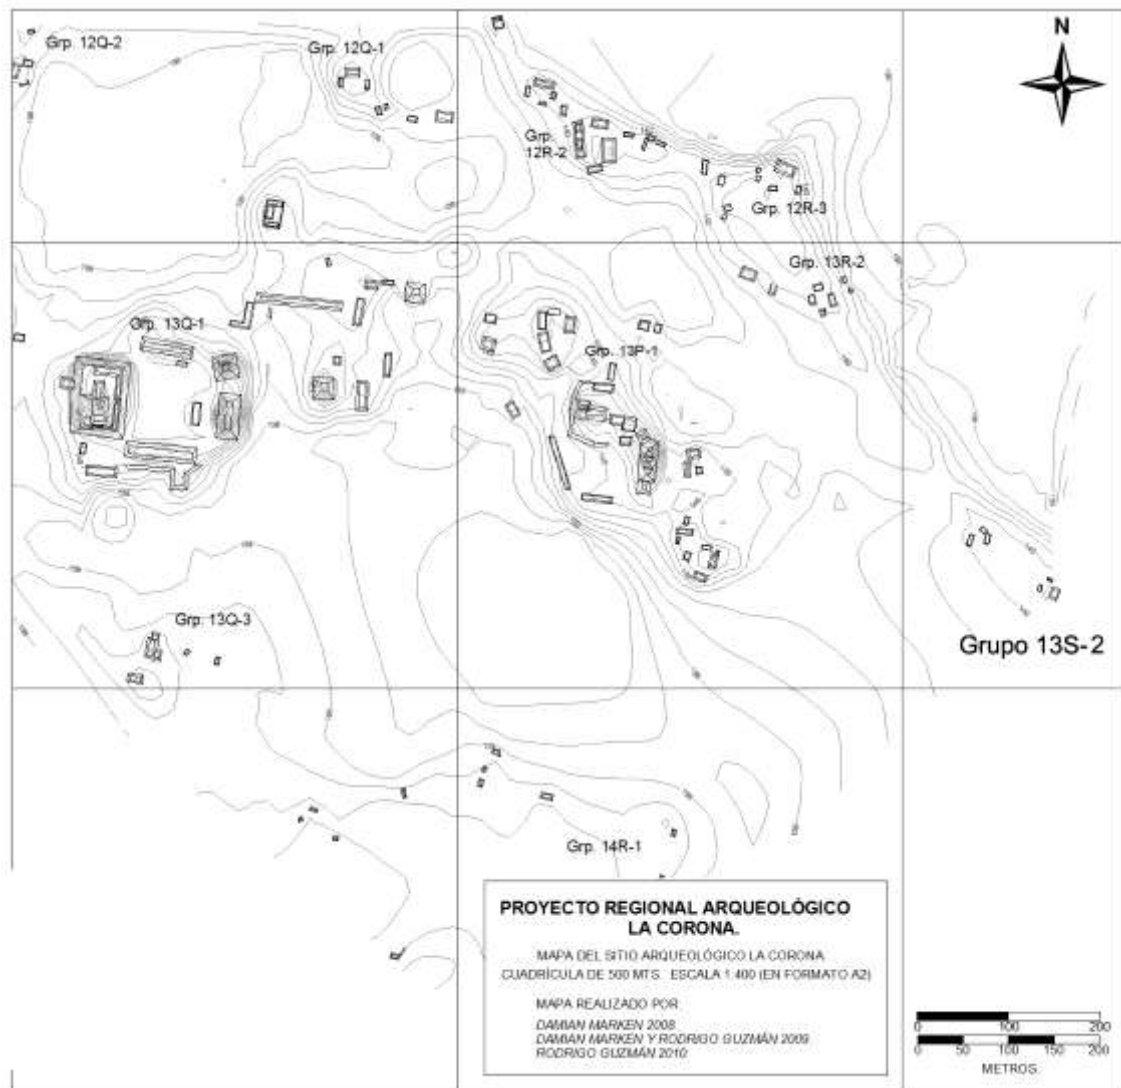 Grp. 12Q-2
Grp. 12Q-1
N
Grp.
12R-2
Grp. 12R-3
Grp. 13R-2
Grp. 13Q-1
Grp. 13P-1
Grp. 13Q-3
Grupo 13S-2
Grp. 14R-1
PROYECTO REGIONAL ARQUEOLÓGICO
LA CORONA.
MAPA DEL SITIO ARQUEOLÓGICO LA CORONA
CUADRÍCULA DE 500 MTS. ESCALA 1:400 (EN FORMATO A2)
MAPA REALIZADO POR
DAMIAN MARKEN 2008
DAMIAN MARKEN Y RODRIGO GUZMÁN 2009
RODRIGO GUZMÁN 2010
0 100 200
0 50 100 150 200
METROS.